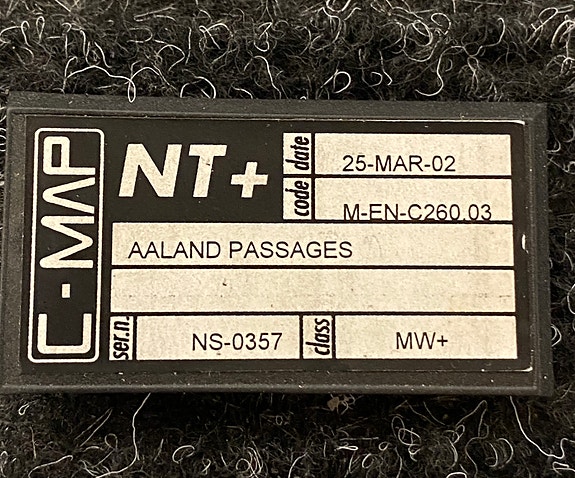 C-MAP
NT+
date 25-MAR-02
code M-EN-C260.03
AALAND PASSAGES
ser.n. NS-0357 class MW+